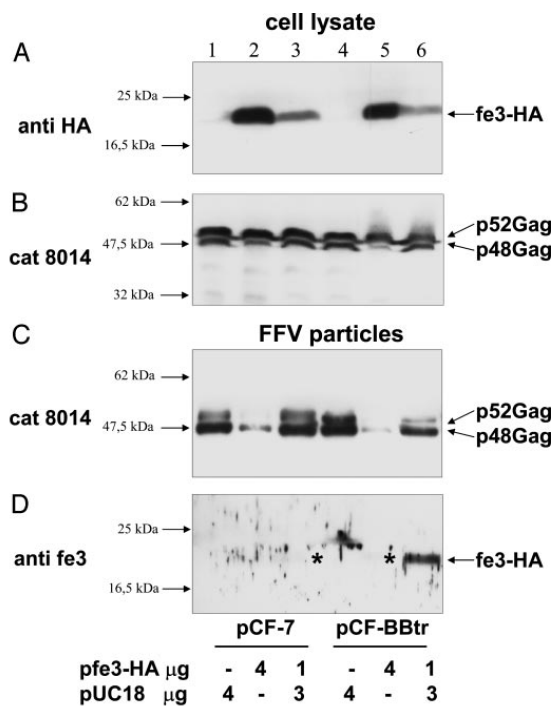 cell lysate
1 2 3 4 5 6
A
25 kDa
anti HA
fe3-HA
16,5 kDa
B
62 kDa
p52Gag
cat 8014
47,5 kDa
p48Gag
32 kDa
C
FFV particles
62 kDa
cat 8014
p52Gag
47,5 kDa
p48Gag
D
25 kDa
anti fe3
* *
fe3-HA
16,5 kDa
pCF-7 pCF-BBtr
pfe3-HA μg - 4 1 - 4 1
pUC18 μg 4 - 3 4 - 3